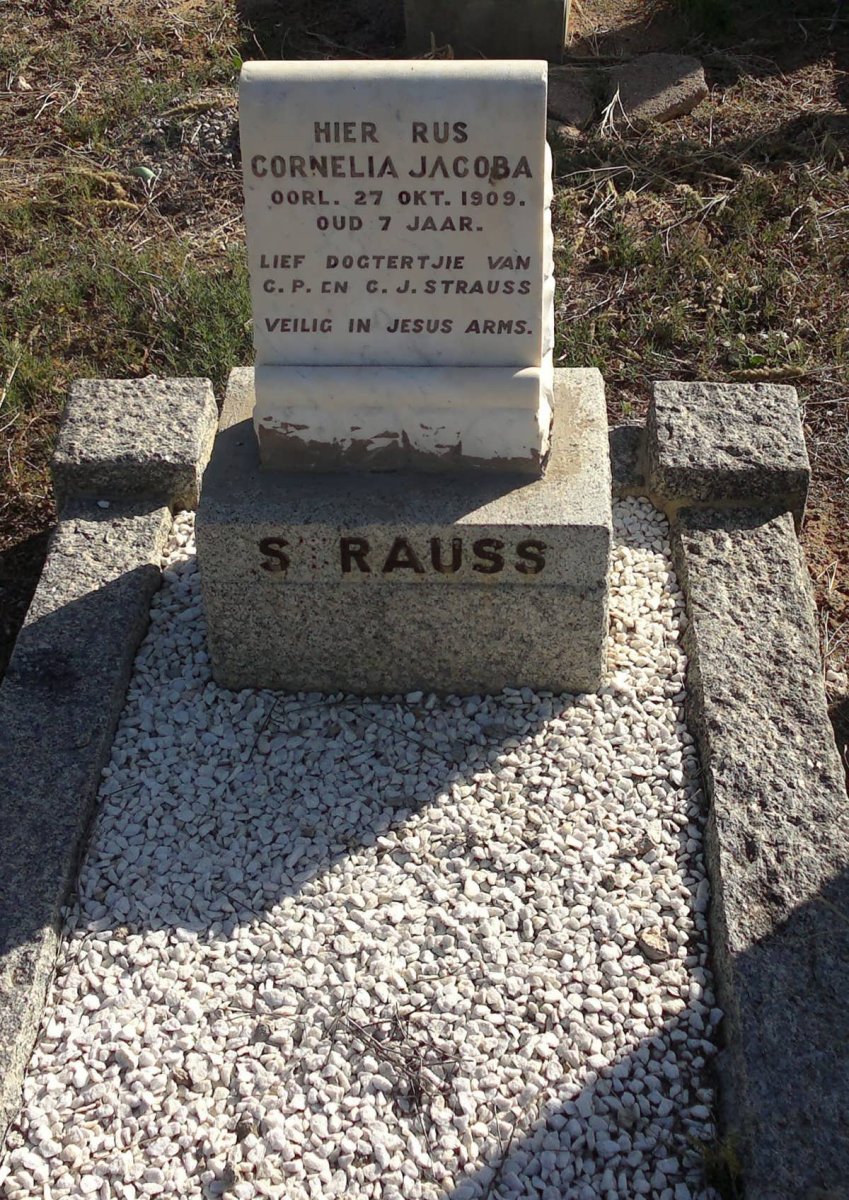 HIER RUS
CORNELIA JACOBA
OORL. 27 OKT. 1909.
OUD 7 JAAR.
LIEF DOGTERTJIE VAN
C. P. EN C. J. STRAUSS
VEILIG IN JESUS ARMS.
S RAUSS